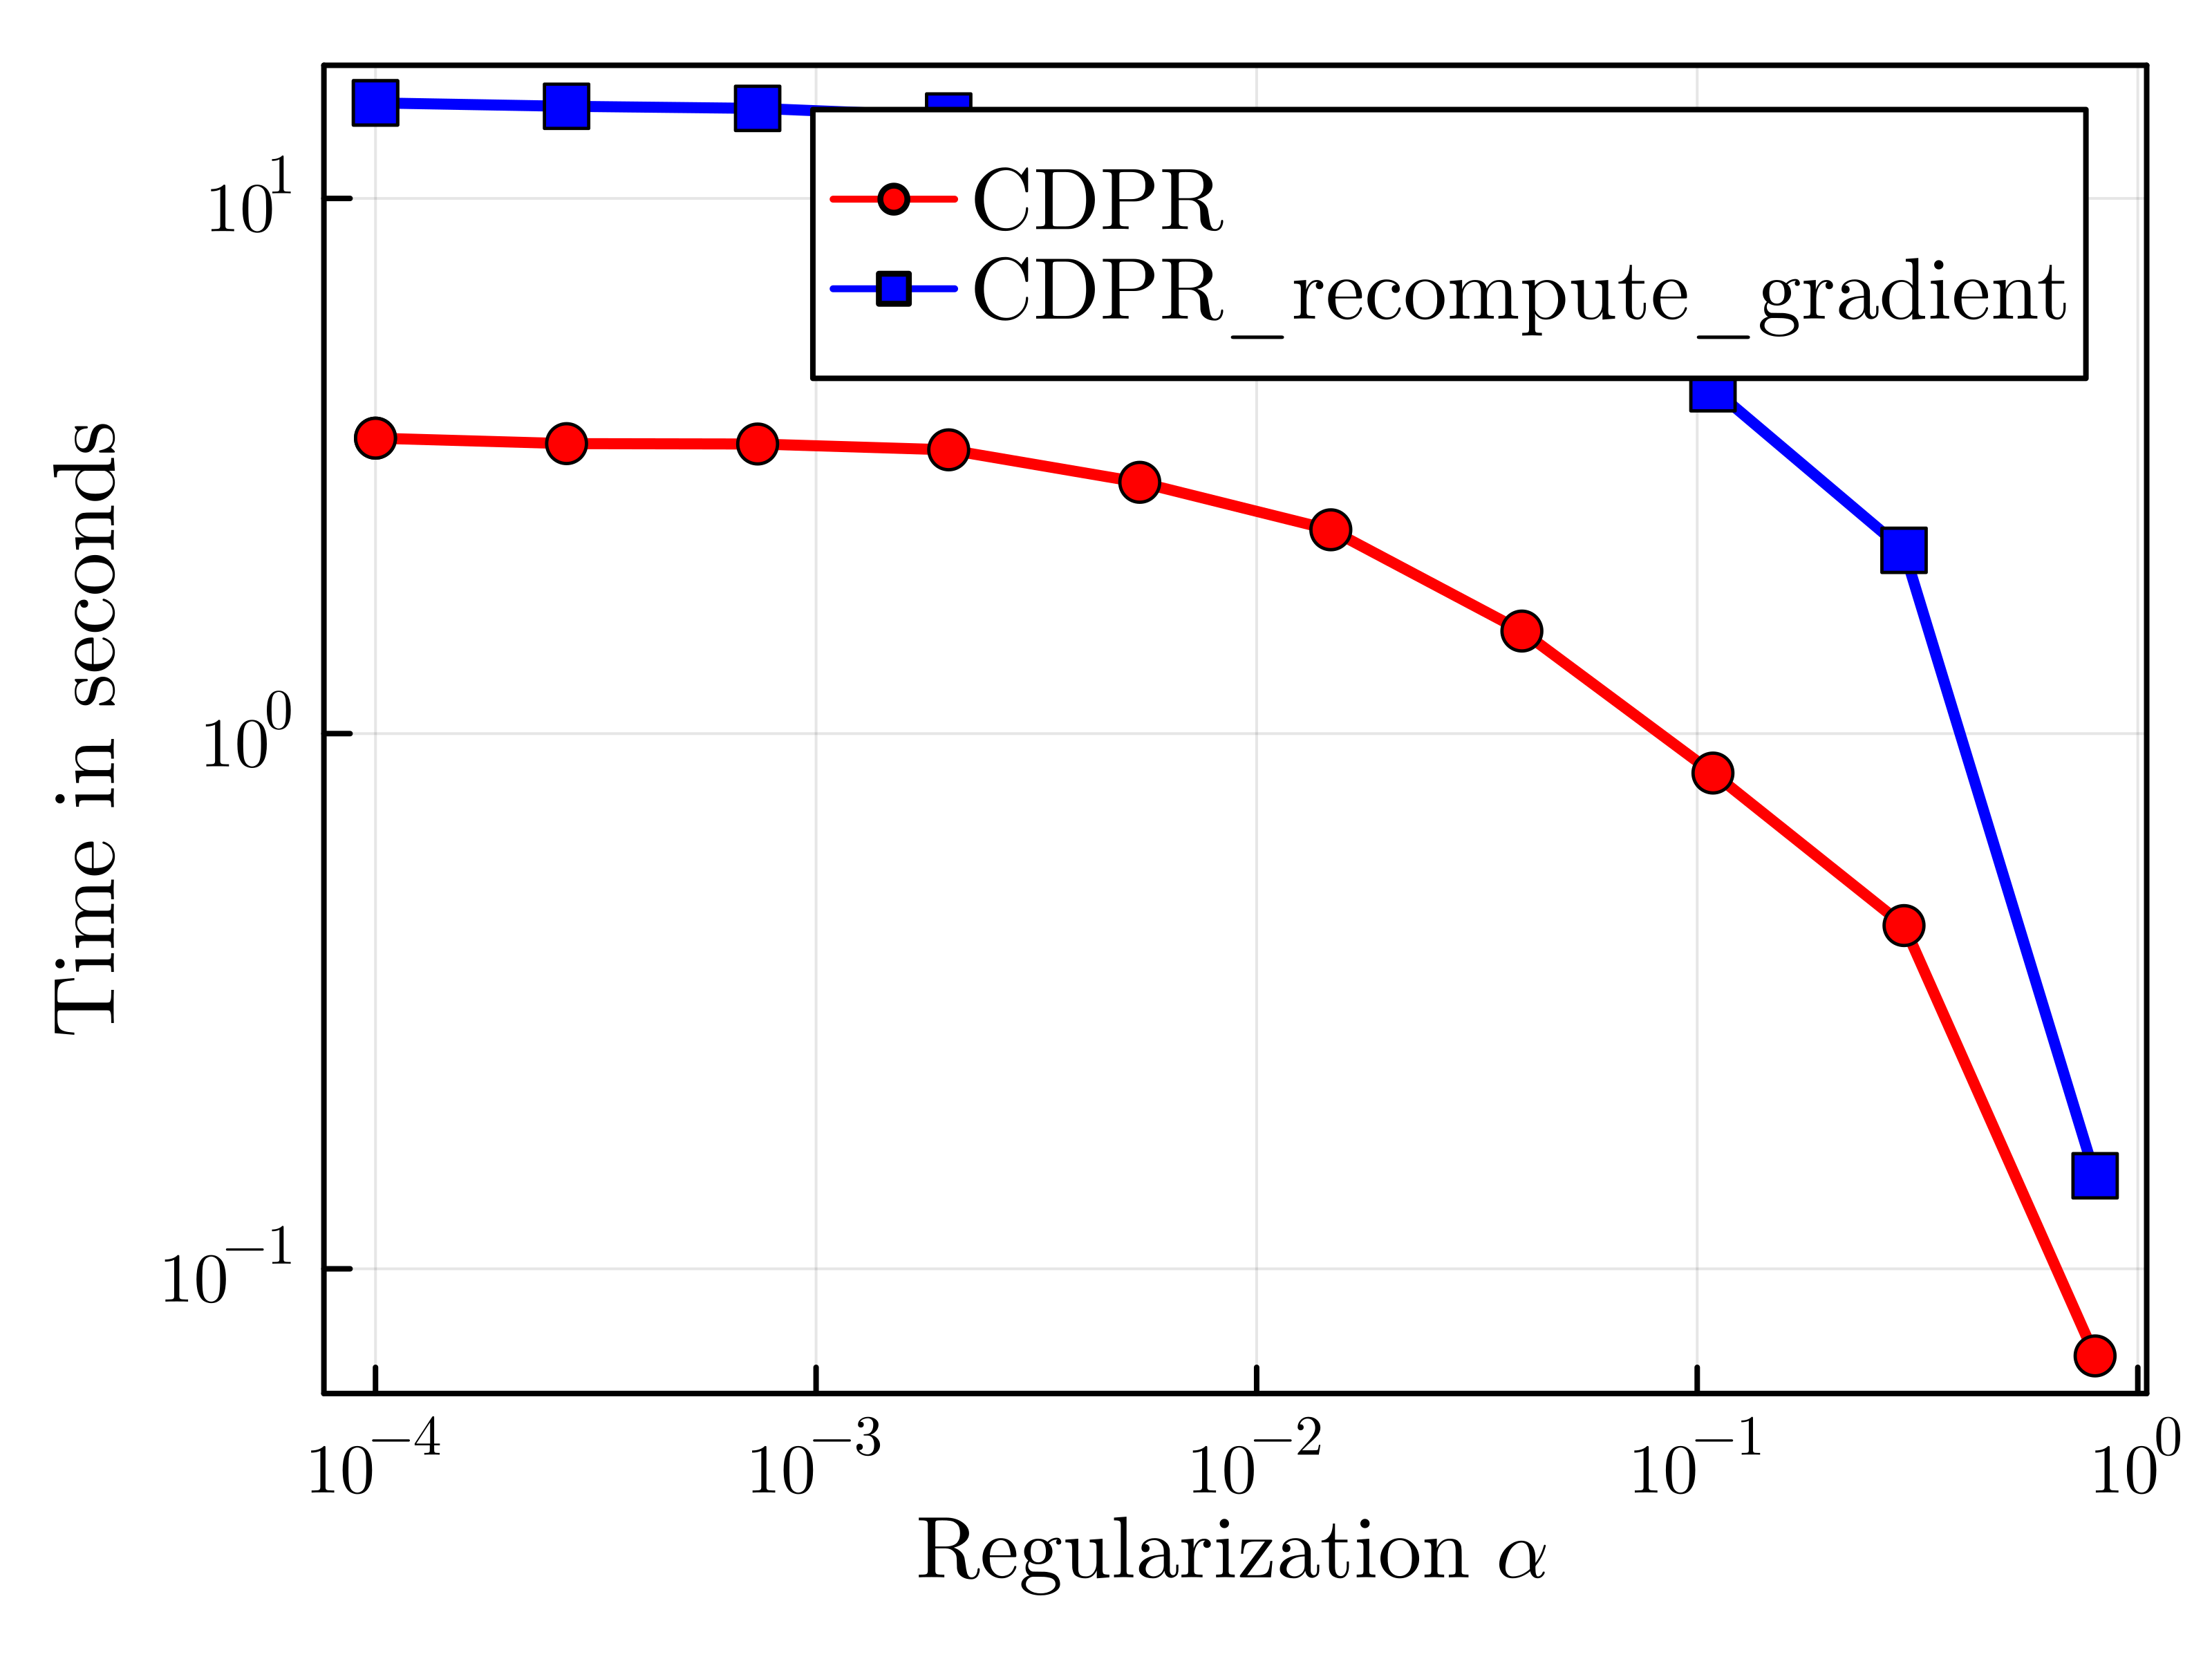 CDPR
CDPR_recompute_gradient
Time in seconds
10^1
10^0
10^−1
10^−4
10^−3
10^−2
10^−1
10^0
Regularization α